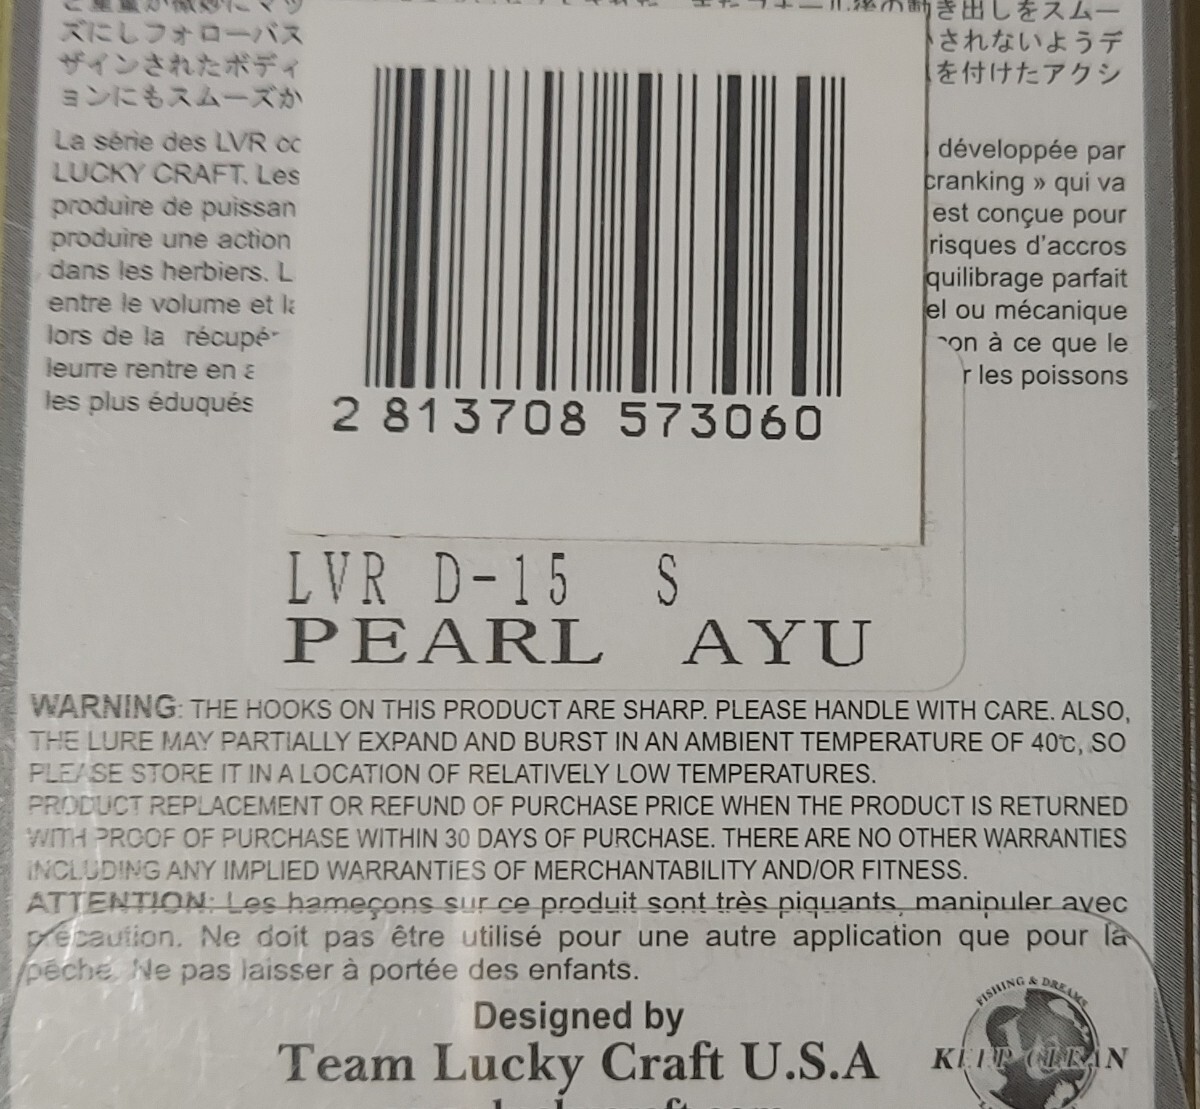 き出しをスムー
ズにしフォローバス
されないようデ
ザインされたボディ
を付けたアクシ
ョンにもスムーズか
La série des LVR cc
développée par
LUCKY CRAFT. Les
cranking » qui va
produire de puissan
est conçue pour
produire une action
risques d'accros
dans les herbiers. L
quilibrage parfait
entre le volume et la
el ou mécanique
lors de la récupé
on à ce que le
leurre rentre en
r les poissons
les plus éduqués
2 813708 573060
LVR D-15 S
PEARL AYU
WARNING: THE HOOKS ON THIS PRODUCT ARE SHARP. PLEASE HANDLE WITH CARE. ALSO,
THE LURE MAY PARTIALLY EXPAND AND BURST IN AN AMBIENT TEMPERATURE OF 40℃, SO
PLEASE STORE IT IN A LOCATION OF RELATIVELY LOW TEMPERATURES.
PRODUCT REPLACEMENT OR REFUND OF PURCHASE PRICE WHEN THE PRODUCT IS RETURNED
WITH PROOF OF PURCHASE WITHIN 30 DAYS OF PURCHASE. THERE ARE NO OTHER WARRANTIES
INCLUDING ANY IMPLIED WARRANTIES OF MERCHANTABILITY AND/OR FITNESS.
ATTENTION: Les hameçons sur ce produit sont très piquants, manipuler avec
précaution. Ne doit pas être utilisé pour une autre application que pour la
pêche. Ne pas laisser à portée des enfants.
Designed by
Team Lucky Craft U.S.A
FISHING & DREAMS
KEEP CLEAN